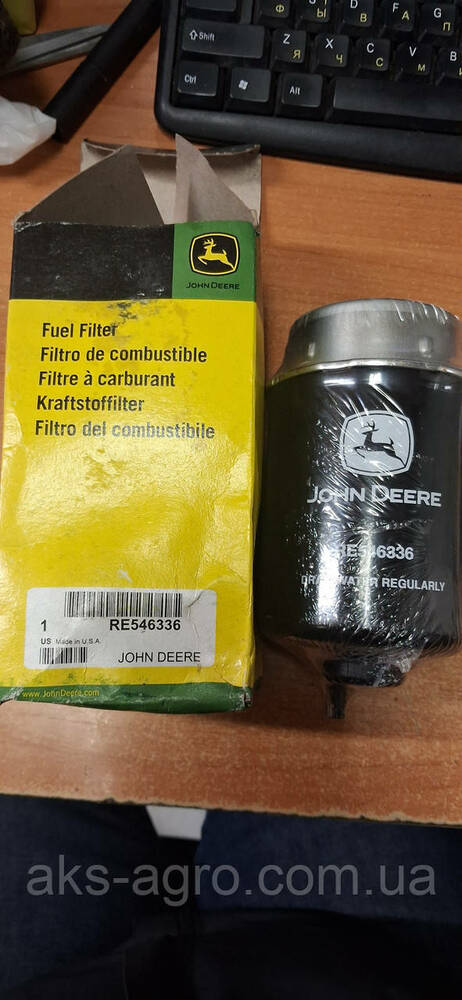 Shift
Ctrl
Alt
Z
Я
X
Ч
C
С
D
В
F
А
G
П
V
М
B
И
JOHN DEERE
Fuel Filter
Filtro de combustible
Filtre à carburant
Kraftstoffilter
Filtro del combustibile
1 RE546336
US Made in U.S.A.
JOHN DEERE
www.JohnDeere.com
JOHN DEERE
RE546336
DRAIN WATER REGULARLY
aks-agro.com.ua